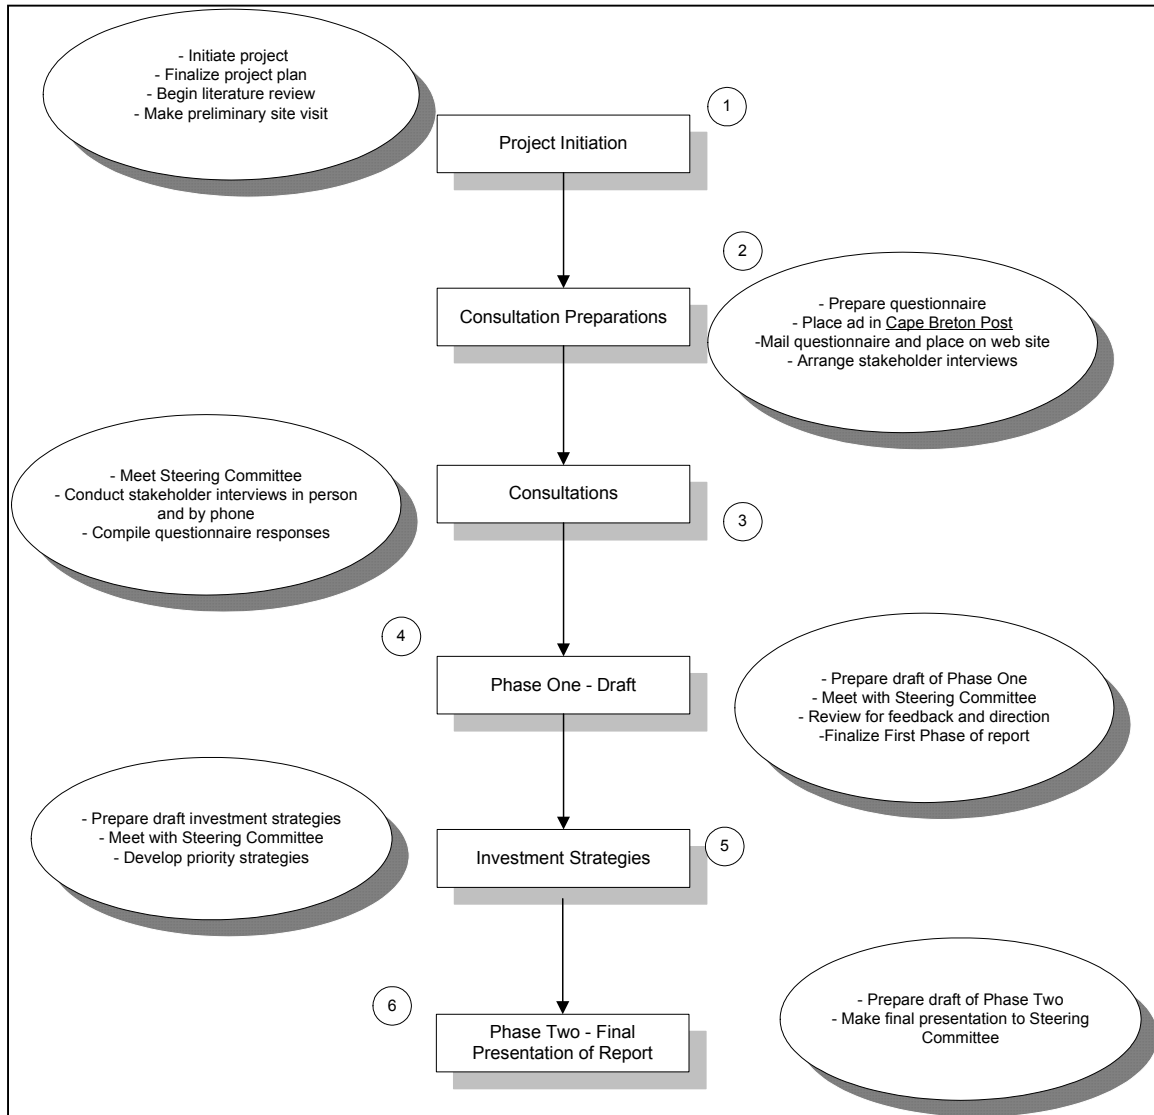 - Initiate project
- Finalize project plan
- Begin literature review
- Make preliminary site visit
1
Project Initiation
2
Consultation Preparations
- Prepare questionnaire
- Place ad in Cape Breton Post
-Mail questionnaire and place on web site
- Arrange stakeholder interviews
- Meet Steering Committee
- Conduct stakeholder interviews in person
and by phone
- Compile questionnaire responses
Consultations
3
4
Phase One - Draft
- Prepare draft of Phase One
- Meet with Steering Committee
- Review for feedback and direction
-Finalize First Phase of report
- Prepare draft investment strategies
- Meet with Steering Committee
- Develop priority strategies
Investment Strategies
5
6
Phase Two - Final
Presentation of Report
- Prepare draft of Phase Two
- Make final presentation to Steering
Committee